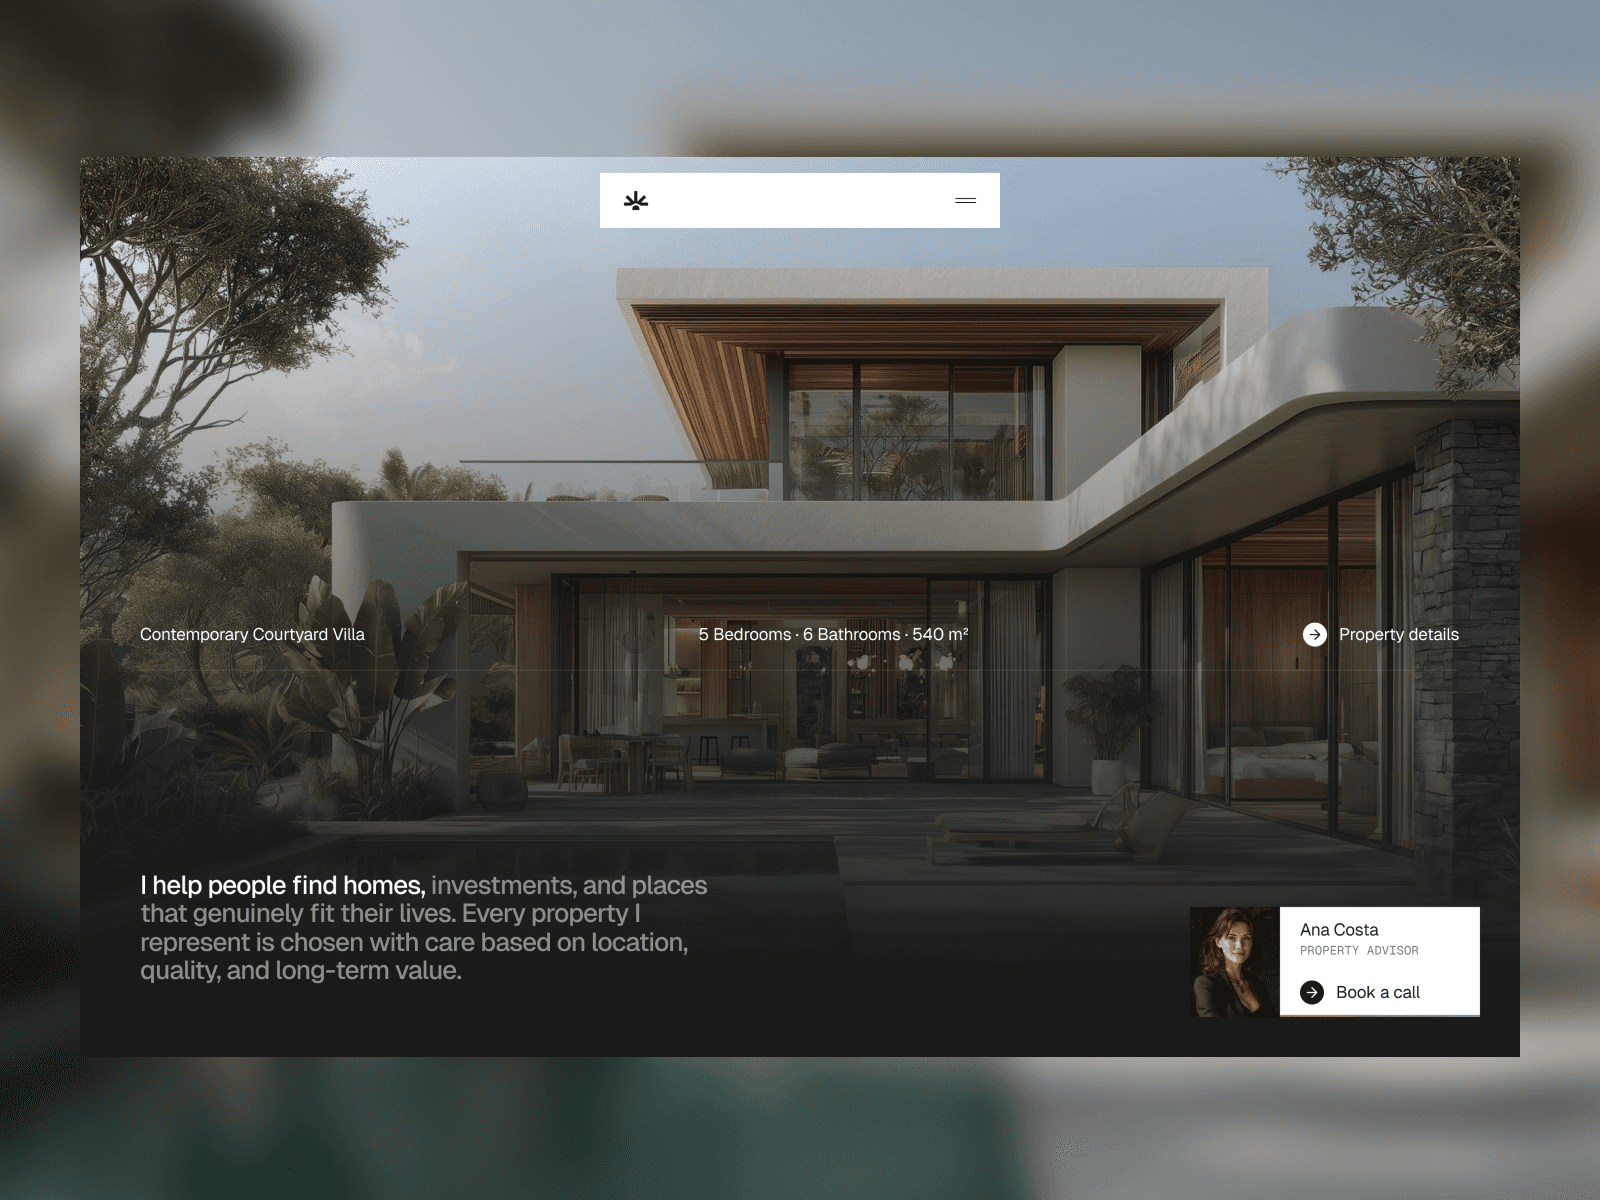 Contemporary Courtyard Villa
5 Bedrooms · 6 Bathrooms · 540 m²
Property details
I help people find homes, investments, and places
that genuinely fit their lives. Every property I
represent is chosen with care based on location,
quality, and long-term value.
Ana Costa
PROPERTY ADVISOR
Book a call